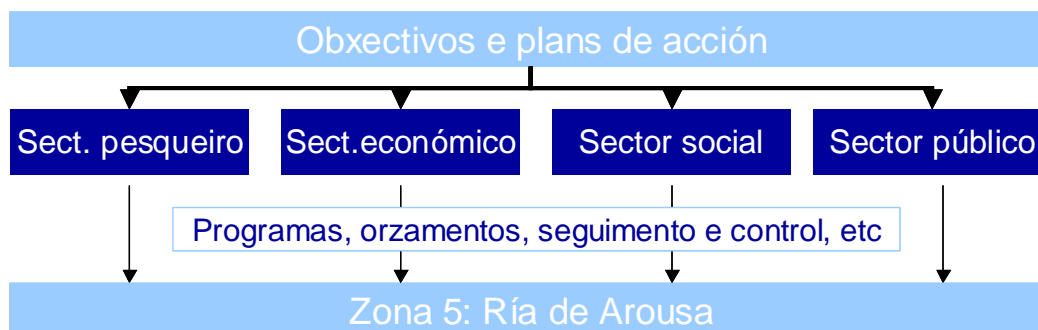 Obxectivos e plans de acción
Sect. pesqueiro
Sect.económico
Sector social
Sector público
Programas, orzamentos, seguimento e control, etc
Zona 5: Ría de Arousa